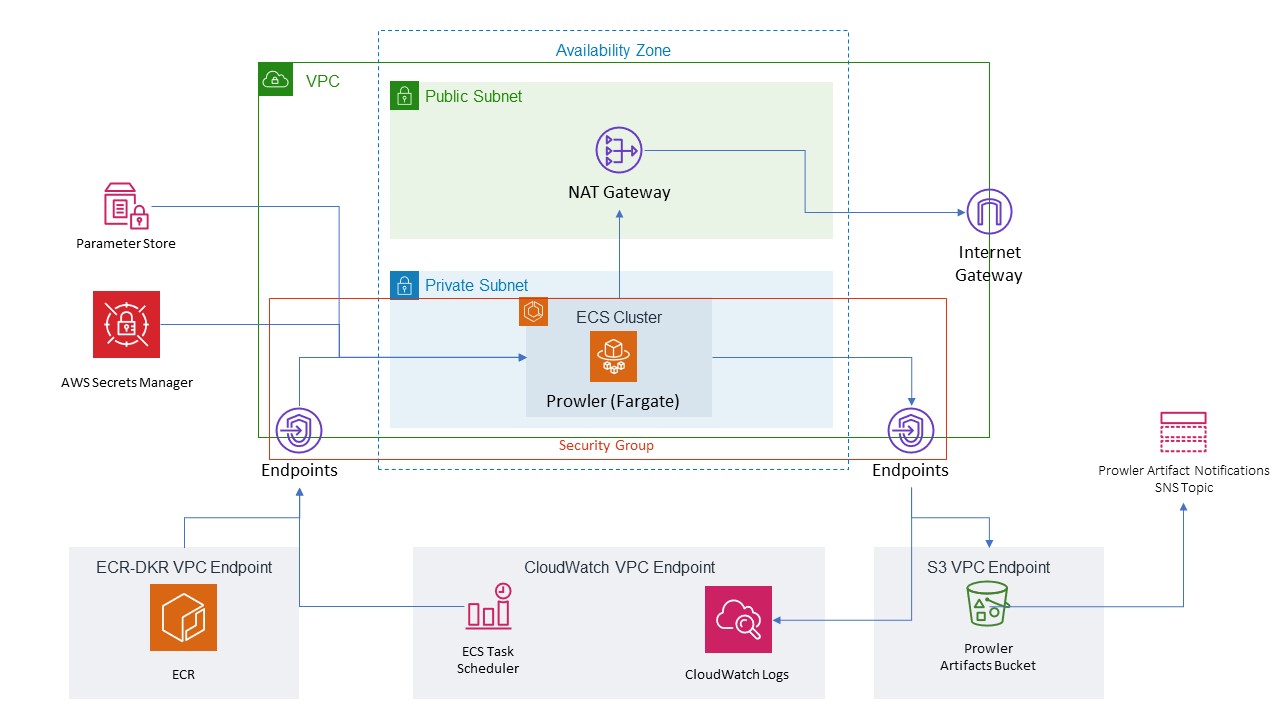 Availability Zone
VPC
Public Subnet
NAT Gateway
Parameter Store
Internet
Gateway
Private Subnet
ECS Cluster
AWS Secrets Manager
Prowler (Fargate)
Security Group
Endpoints
Endpoints
Prowler Artifact Notifications
SNS Topic
ECR-DKR VPC Endpoint
CloudWatch VPC Endpoint
S3 VPC Endpoint
ECS Task
Scheduler
Prowler
Artifacts Bucket
ECR
CloudWatch Logs